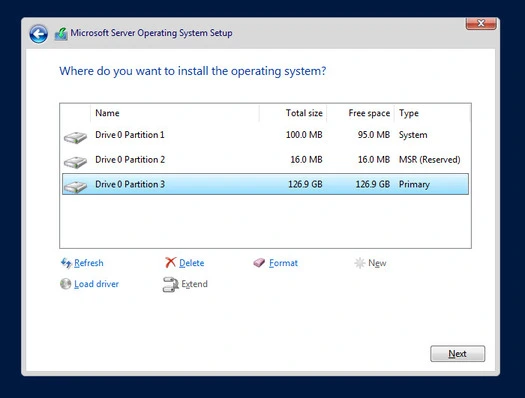 Microsoft Server Operating System Setup
Where do you want to install the operating system?
Name Total size Free space Type
Drive 0 Partition 1 100.0 MB 95.0 MB System
Drive 0 Partition 2 16.0 MB 16.0 MB MSR (Reserved)
Drive 0 Partition 3 126.9 GB 126.9 GB Primary
Refresh Delete Format New
Load driver Extend
Next